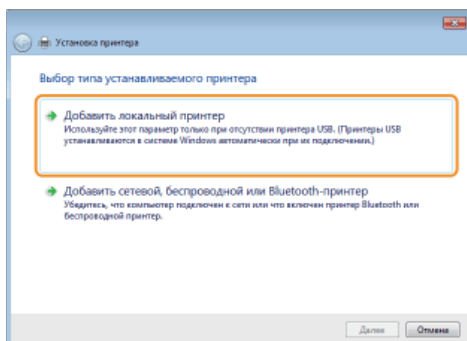 Установка принтера
Выбор типа устанавливаемого принтера
Добавить локальный принтер
Используйте этот параметр только при отсутствии принтера USB. (Принтеры USB
устанавливаются в системе Windows автоматически при их подключении.)
Добавить сетевой, беспроводной или Bluetooth-принтер
Убедитесь, что компьютер подключен к сети или что включен принтер Bluetooth или
беспроводной принтер.
Далее Отмена